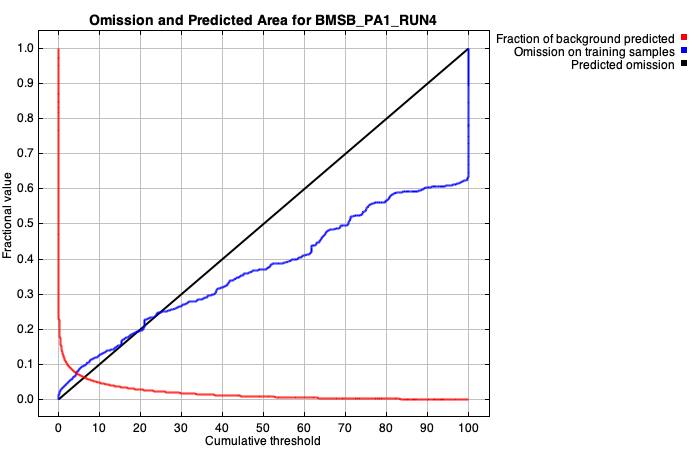 Omission and Predicted Area for BMSB_PA1_RUN4
Fraction of background predicted
Omission on training samples
Predicted omission
Fractional value
1.0
0.9
0.8
0.7
0.6
0.5
0.4
0.3
0.2
0.1
0.0
0 10 20 30 40 50 60 70 80 90 100
Cumulative threshold